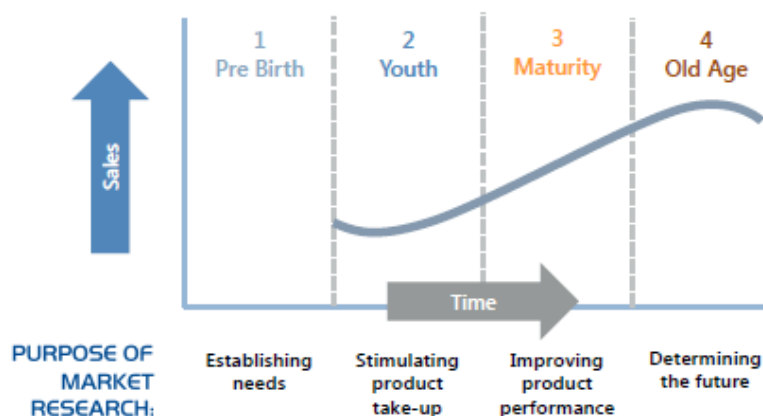 1
Pre Birth
2
Youth
3
Maturity
4
Old Age
Sales
Time
PURPOSE OF
MARKET
RESEARCH:
Establishing
needs
Stimulating
product
take-up
Improving
product
performance
Determining
the future